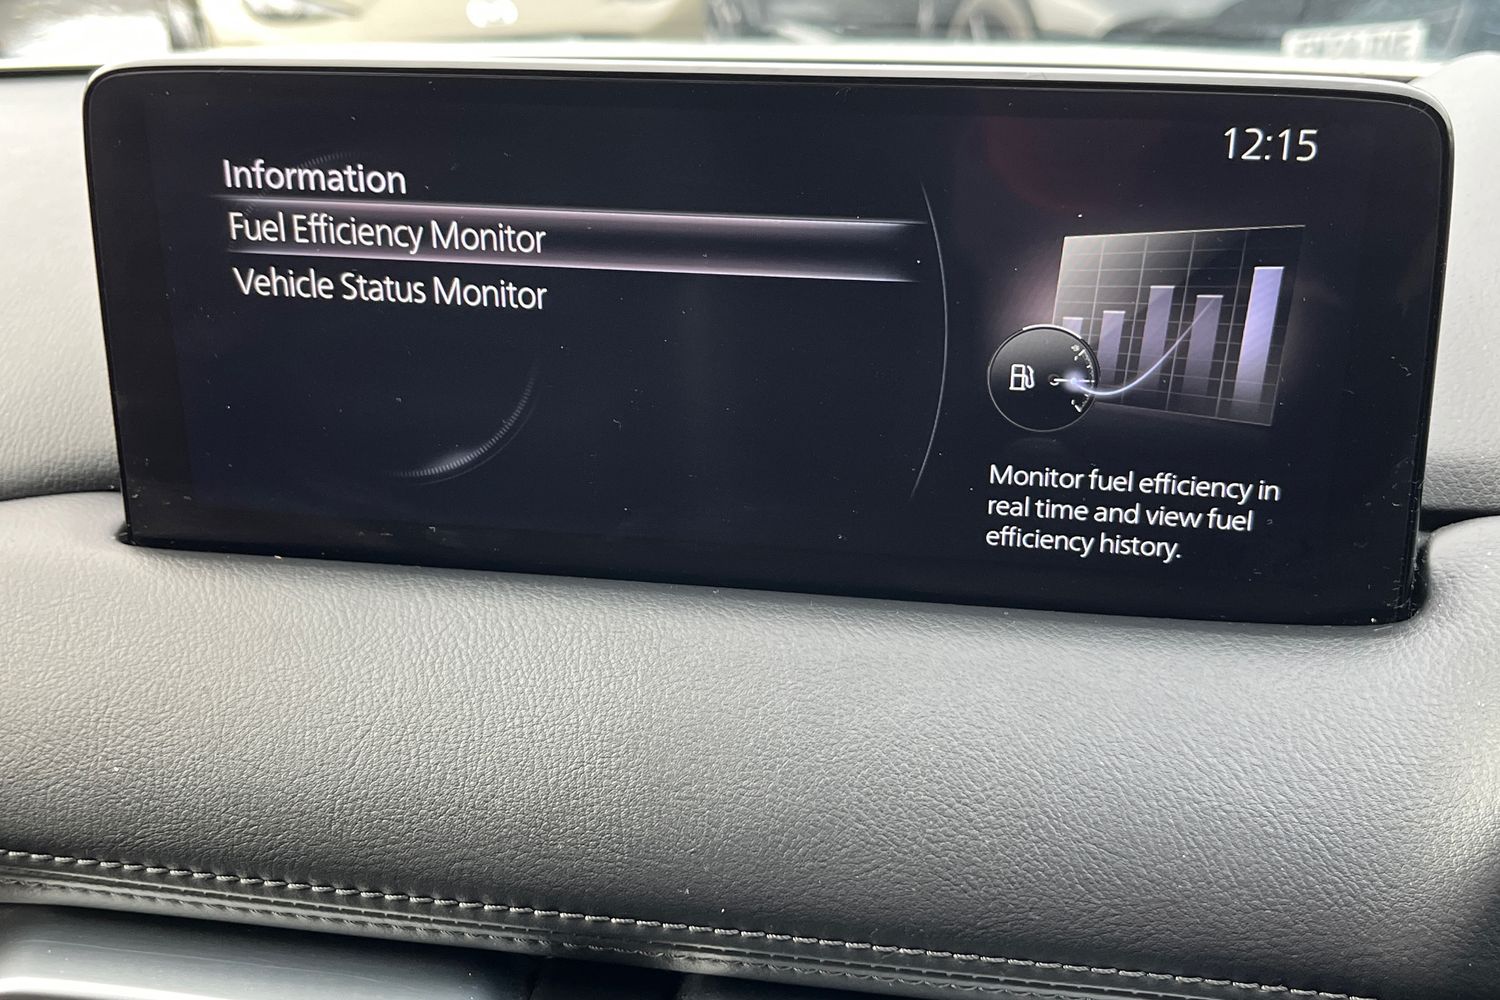 12:15
Information
Fuel Efficiency Monitor
Vehicle Status Monitor
Monitor fuel efficiency in
real time and view fuel
efficiency history.